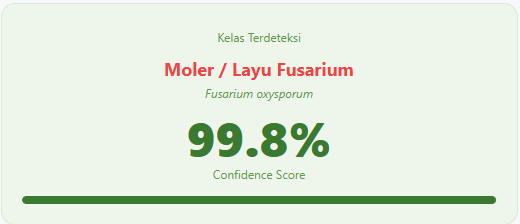 Kelas Terdeteksi
Moler / Layu Fusarium
Fusarium oxysporum
99.8%
Confidence Score